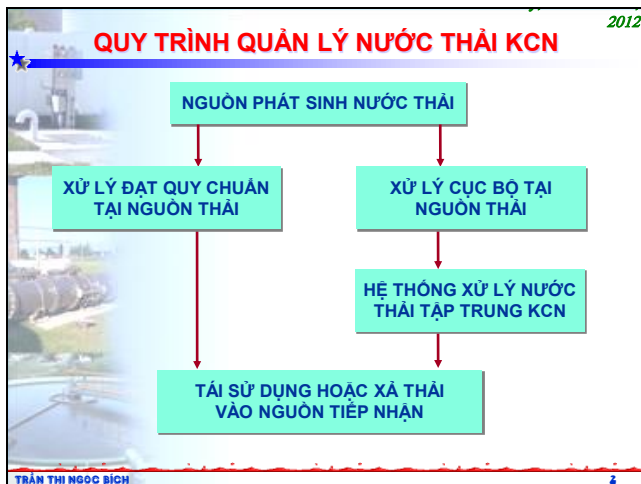 2012
QUY TRÌNH QUẢN LÝ NƯỚC THẢI KCN
NGUỒN PHÁT SINH NƯỚC THẢI
XỬ LÝ ĐẠT QUY CHUẨN
TẠI NGUỒN THẢI
XỬ LÝ CỤC BỘ TẠI
NGUỒN THẢI
HỆ THỐNG XỬ LÝ NƯỚC
THẢI TẬP TRUNG KCN
TÁI SỬ DỤNG HOẶC XẢ THẢI
VÀO NGUỒN TIẾP NHẬN
TRẦN THI NGỌC BÍCH
2